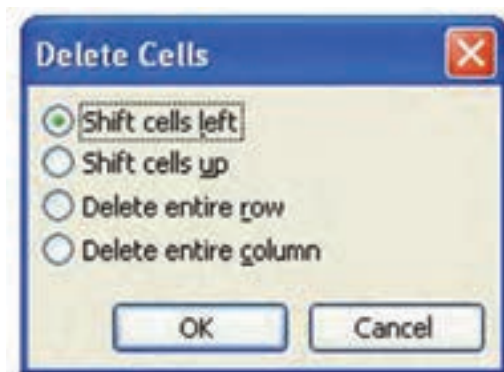 Delete Cells
Shift cells left
Shift cells up
Delete entire row
Delete entire column
OK
Cancel